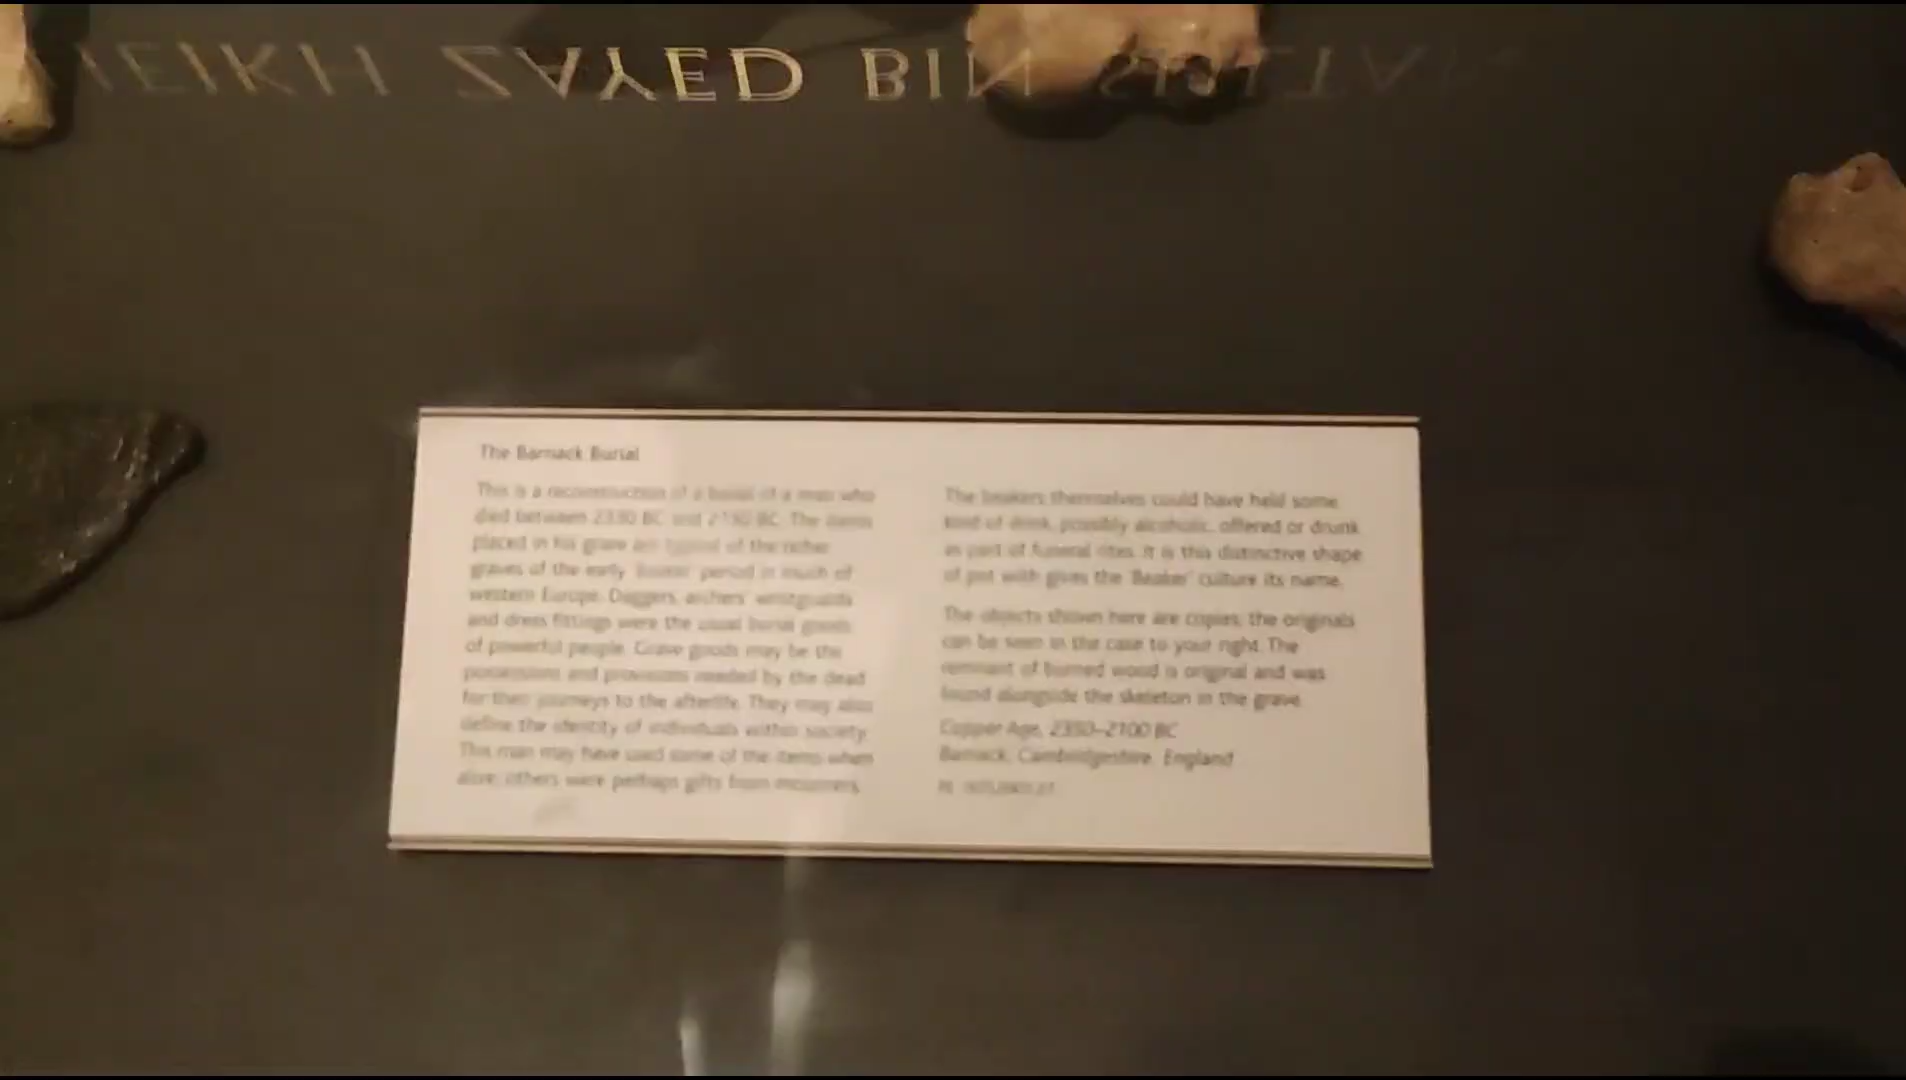 ZAYED BIN
The Barnack Burial
This is a reconstruction of a burial of a man who
died between 2330 BC and 2130 BC. The items
placed in his grave are typical of the richer
graves of the early 'Beaker' period in much of
western Europe. Daggers, archers' wristguards
and dress fittings were the usual burial goods
of powerful people. Grave goods may be the
possessions and provisions needed by the dead
for their journeys to the afterlife. They may also
define the identity of individuals within society.
This man may have used some of the items when
alive; others were perhaps gifts from mourners.
The beakers themselves could have held some
kind of drink, possibly alcoholic, offered or drunk
as part of funeral rites. It is this distinctive shape
of pot with gives the 'Beaker' culture its name.
The objects shown here are copies, the originals
can be seen in the case to your right. The
remnant of burned wood is original and was
found alongside the skeleton in the grave.
Copper Age, 2350–2100 BC
Barnack, Cambridgeshire, England